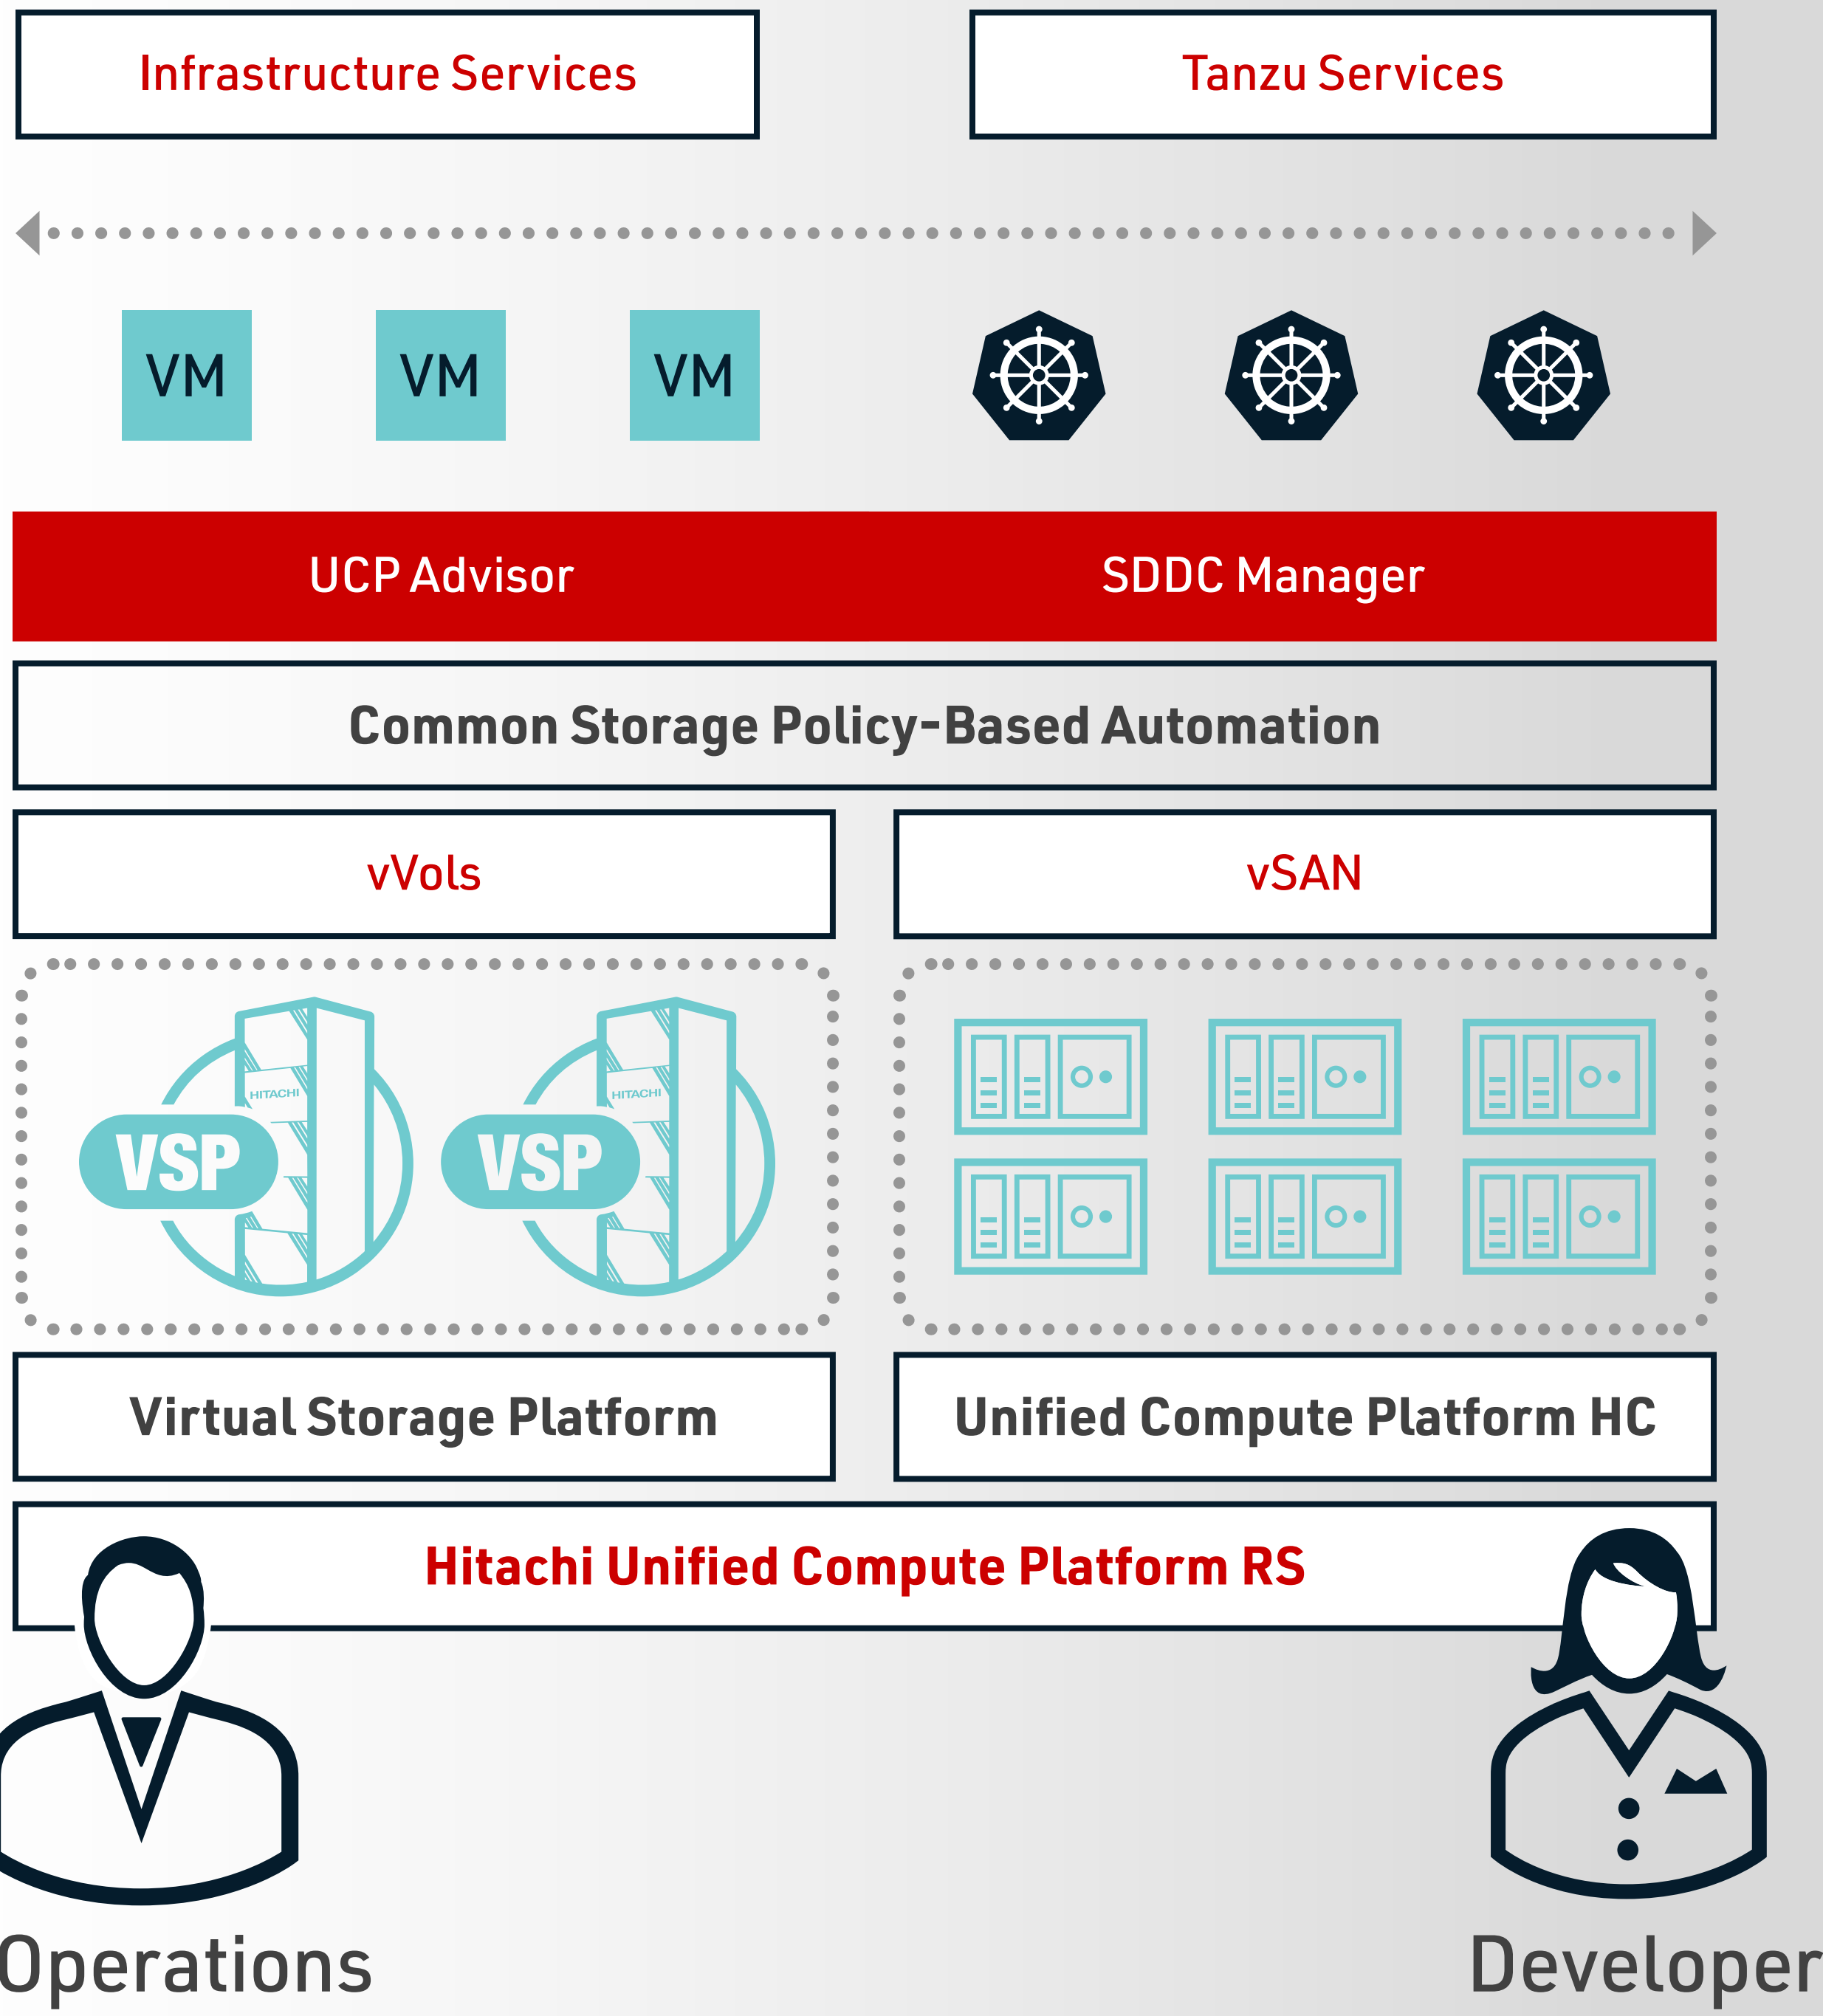 Infrastructure Services
Tanzu Services
VM
VM
VM
UCP Advisor
SDDC Manager
Common Storage Policy-Based Automation
vVols
vSAN
HITACHI
VSP
HITACHI
VSP
Virtual Storage Platform
Unified Compute Platform HC
Hitachi Unified Compute Platform RS
Operations
Developer